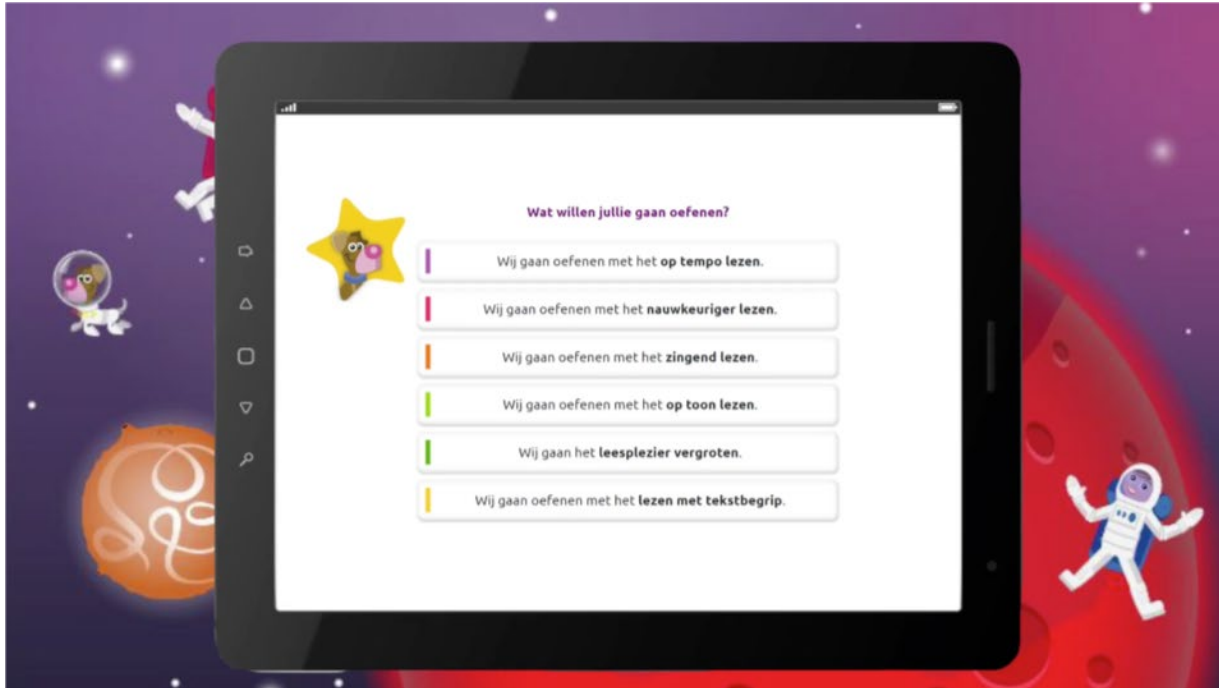 Wat willen jullie gaan oefenen?
Wij gaan oefenen met het op tempo lezen.
Wij gaan oefenen met het nauwkeuriger lezen.
Wij gaan oefenen met het zingend lezen.
Wij gaan oefenen met het op toon lezen.
Wij gaan het leesplezier vergroten.
Wij gaan oefenen met het lezen met tekstbegrip.